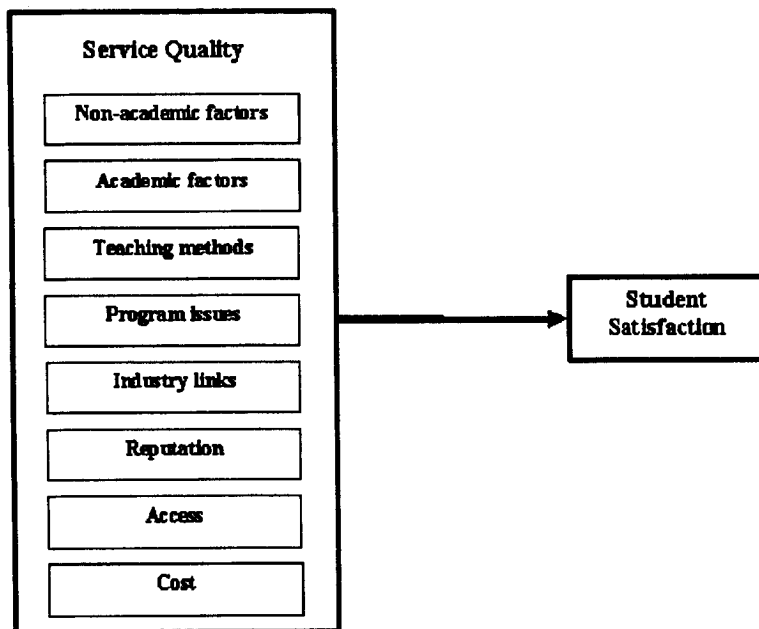 Service Quality
Non-academic factors
Academic factors
Teaching methods
Program issues
Industry links
Reputation
Access
Cost
Student
Satisfaction